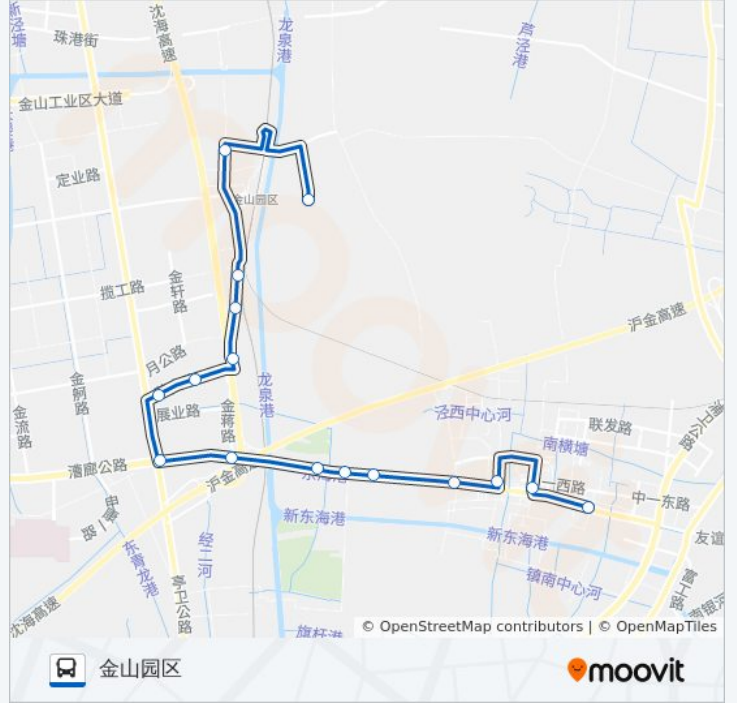 新泾塘
珠港街
沈海高速
龙泉港
芦泾港
金山工业区大道
定业路
金山园区
揽工路
金轩路
沪金高速
月公路
金舸路
金流路
展业路
金蒋路
龙泉港
泾西中心河
联发路
南横塘
漕廊公路
沪金高
一西路
中一东路
新东海港
新东海港
友谊
东青龙港
经二河
镇南中心河
富工路
沈海高速
亭卫公路
旗杆港
© OpenStreetMap contributors | © OpenMapTiles
金山园区
moovit